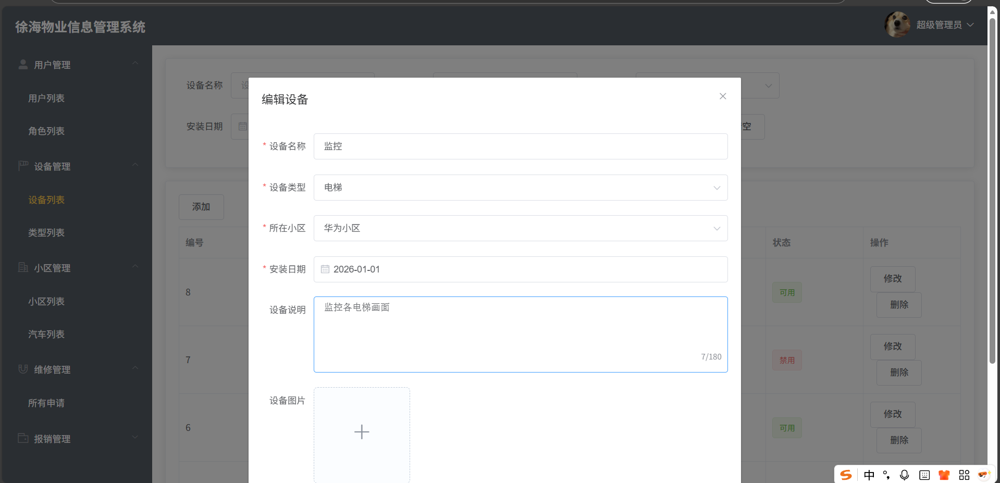 徐海物业信息管理系统
超级管理员
用户管理
用户列表
角色列表
设备管理
设备列表
类型列表
小区管理
小区列表
汽车列表
维修管理
所有申请
报销管理
设备名称 设
安装日期
空
添加
编号 状态 操作
8 可用 修改
删除
7 禁用 修改
删除
6 可用 修改
删除
编辑设备
* 设备名称 监控
* 设备类型 电梯
* 所在小区 华为小区
* 安装日期 2026-01-01
设备说明 监控各电梯画面
7/180
设备图片
中